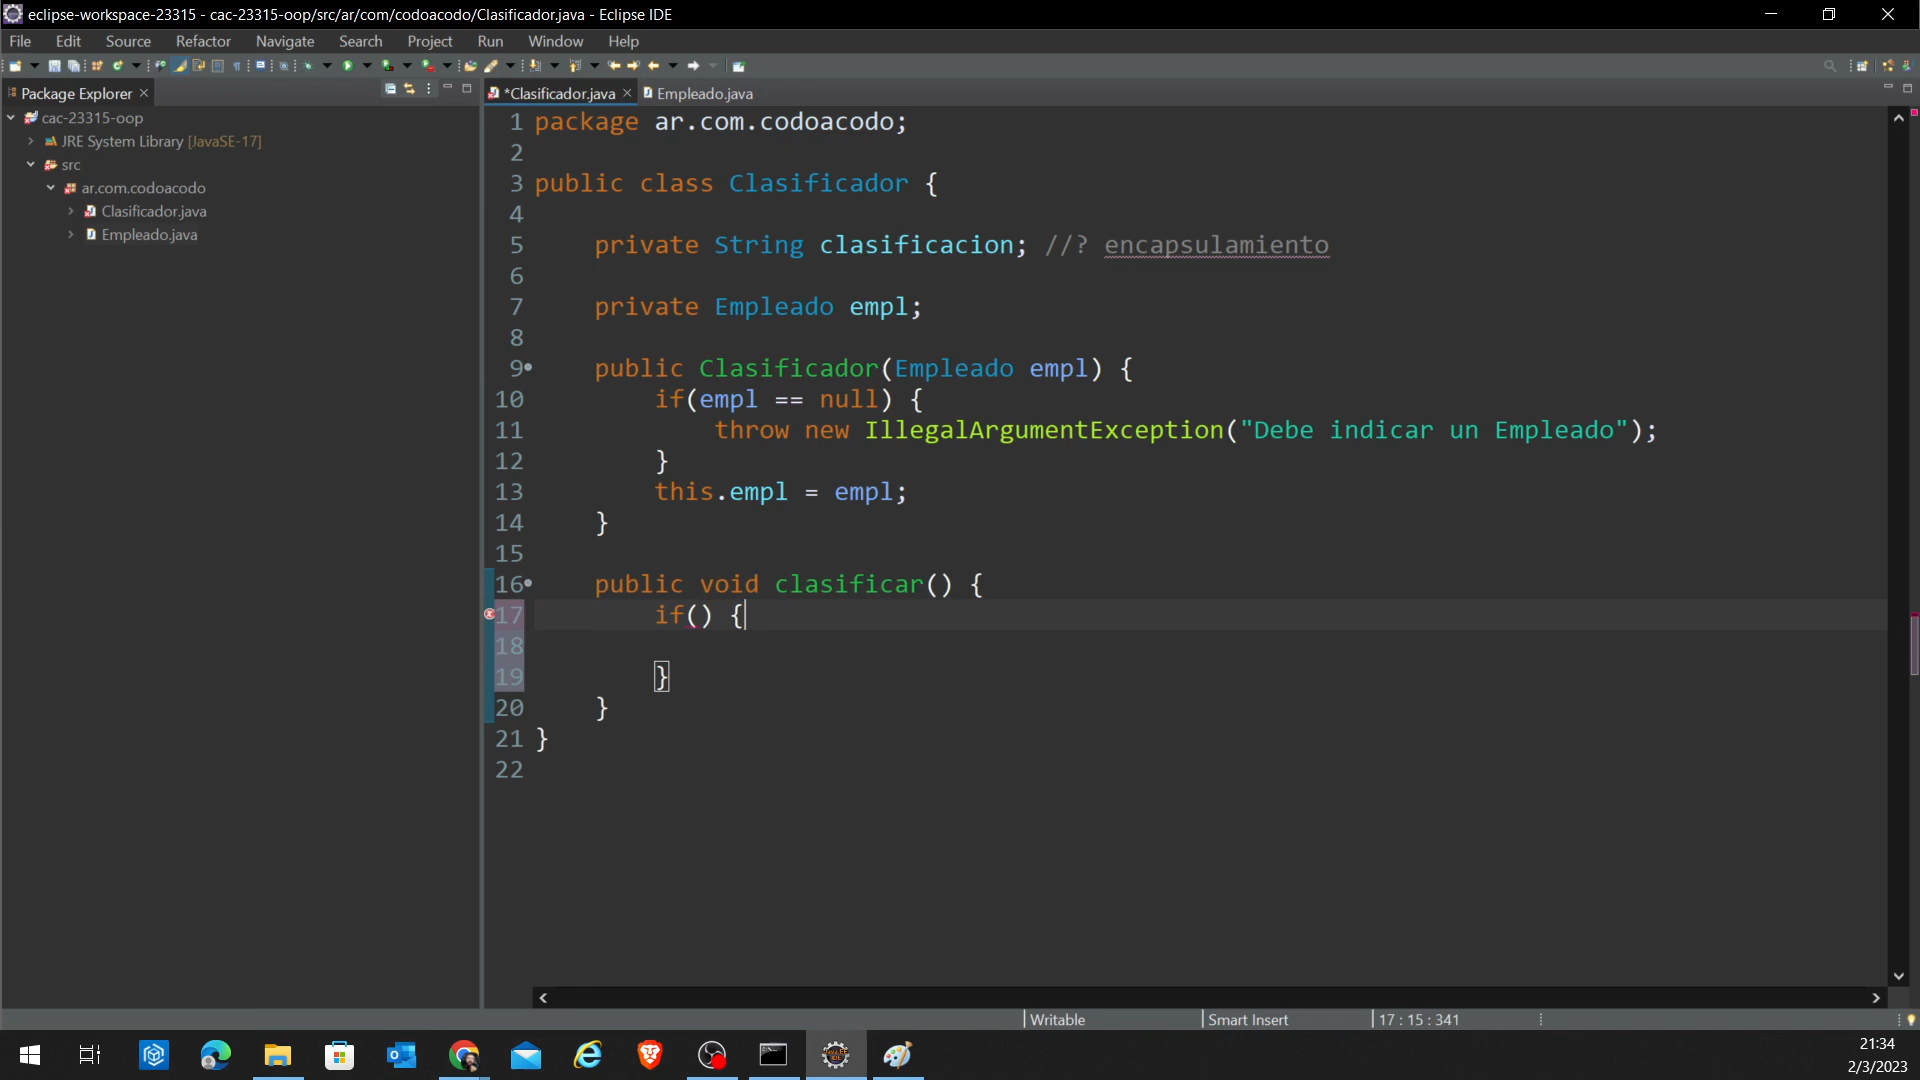 eclipse-workspace-23315 - cac-23315-oop/src/ar/com/codoacodo/Clasificador.java - Eclipse IDE
File Edit Source Refactor Navigate Search Project Run Window Help
Package Explorer
*Clasificador.java Empleado.java
cac-23315-oop
JRE System Library [JavaSE-17]
src
ar.com.codoacodo
Clasificador.java
Empleado.java
1 package ar.com.codoacodo;
2
3 public class Clasificador {
4
5 private String clasificacion; //? encapsulamiento
6
7 private Empleado empl;
8
9 public Clasificador(Empleado empl) {
10 if(empl == null) {
11 throw new IllegalArgumentException("Debe indicar un Empleado");
12 }
13 this.empl = empl;
14 }
15
16 public void clasificar() {
17 if() {
18
19 }
20 }
21 }
22
Writable Smart Insert 17 : 15 : 341
21:34
2/3/2023